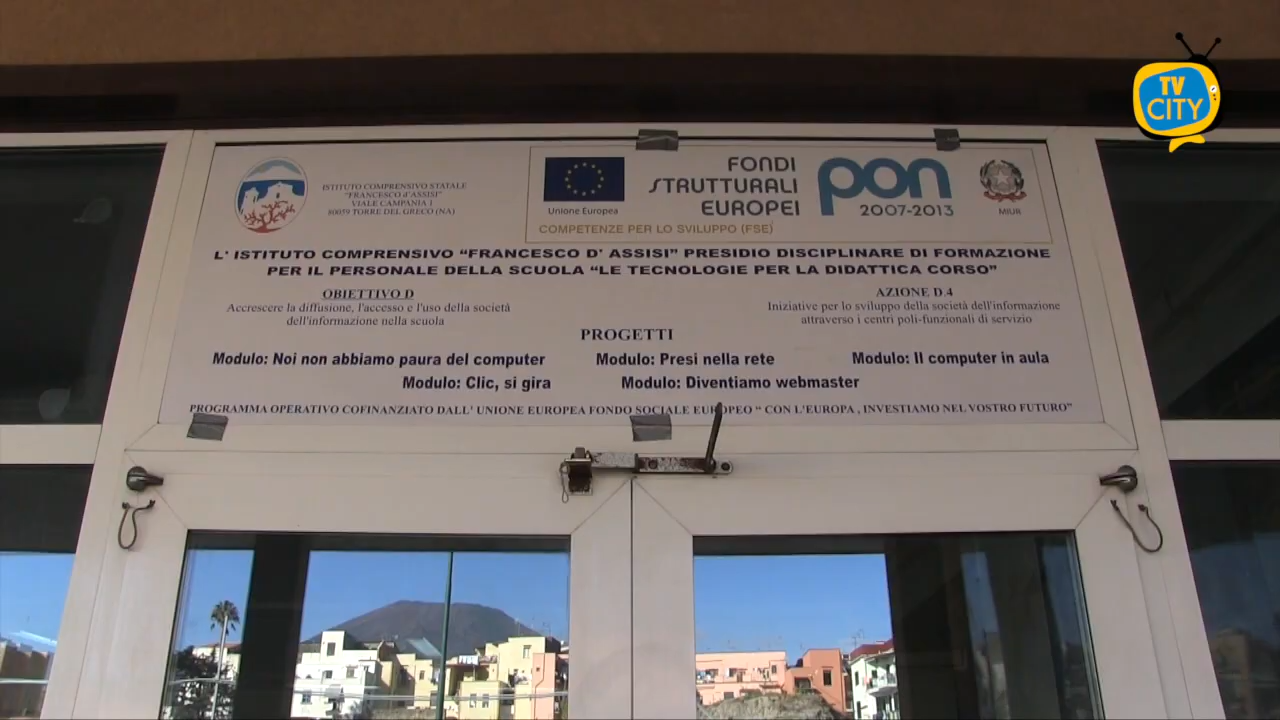 TV
CITY
ISTITUTO COMPRENSIVO STATALE
"FRANCESCO d'ASSISI"
VIALE CAMPANIA 1
80059 TORRE DEL GRECO (NA)
Unione Europea
FONDI
STRUTTURALI
EUROPEI
pon
2007-2013
MIUR
COMPETENZE PER LO SVILUPPO (FSE)
L' ISTITUTO COMPRENSIVO "FRANCESCO D' ASSISI" PRESIDIO DISCIPLINARE DI FORMAZIONE
PER IL PERSONALE DELLA SCUOLA "LE TECNOLOGIE PER LA DIDATTICA CORSO"
OBIETTIVO D
Accrescere la diffusione, l'accesso e l'uso della società
dell'informazione nella scuola
AZIONE D.4
Iniziative per lo sviluppo della società dell'informazione
attraverso i centri poli-funzionali di servizio
PROGETTI
Modulo: Noi non abbiamo paura del computer Modulo: Presi nella rete Modulo: Il computer in aula
Modulo: Clic, si gira Modulo: Diventiamo webmaster
PROGRAMMA OPERATIVO COFINANZIATO DALL' UNIONE EUROPEA FONDO SOCIALE EUROPEO " CON L'EUROPA , INVESTIAMO NEL VOSTRO FUTURO"